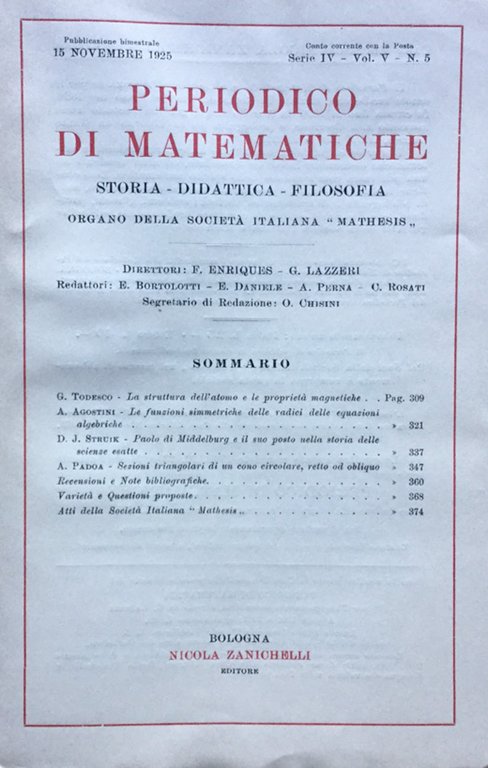 Pubblicazione bimestrale
15 NOVEMBRE 1925
Conto corrente con la Posta
Serie IV - Vol. V - N. 5
PERIODICO
DI MATEMATICHE
STORIA - DIDATTICA - FILOSOFIA
ORGANO DELLA SOCIETÀ ITALIANA “ MATHESIS „
DIRETTORI: F. ENRIQUES - G. LAZZERI
Redattori: E. BORTOLOTTI - E. DANIELE - A. PERNA - C. ROSATI
Segretario di Redazione: O. CHISINI
SOMMARIO
G. TODESCO - La struttura dell'atomo e le proprietà magnetiche . . Pag. 309
A. AGOSTINI - Le funzioni simmetriche delle radici delle equazioni
algebriche . . . . . . . . . . . . . . . . . . . . » 321
D. J. STRUIK - Paolo di Middelburg e il suo posto nella storia delle
scienze esatte . . . . . . . . . . . . . . . . . . » 337
A. PADOA - Sezioni triangolari di un cono circolare, retto od obliquo » 347
Recensioni e Note bibliografiche. . . . . . . . . . . . . . » 360
Varietà e Questioni proposte. . . . . . . . . . . . . . . » 368
Atti della Società Italiana “ Mathesis „ . . . . . . . . . . . » 374
BOLOGNA
NICOLA ZANICHELLI
EDITORE